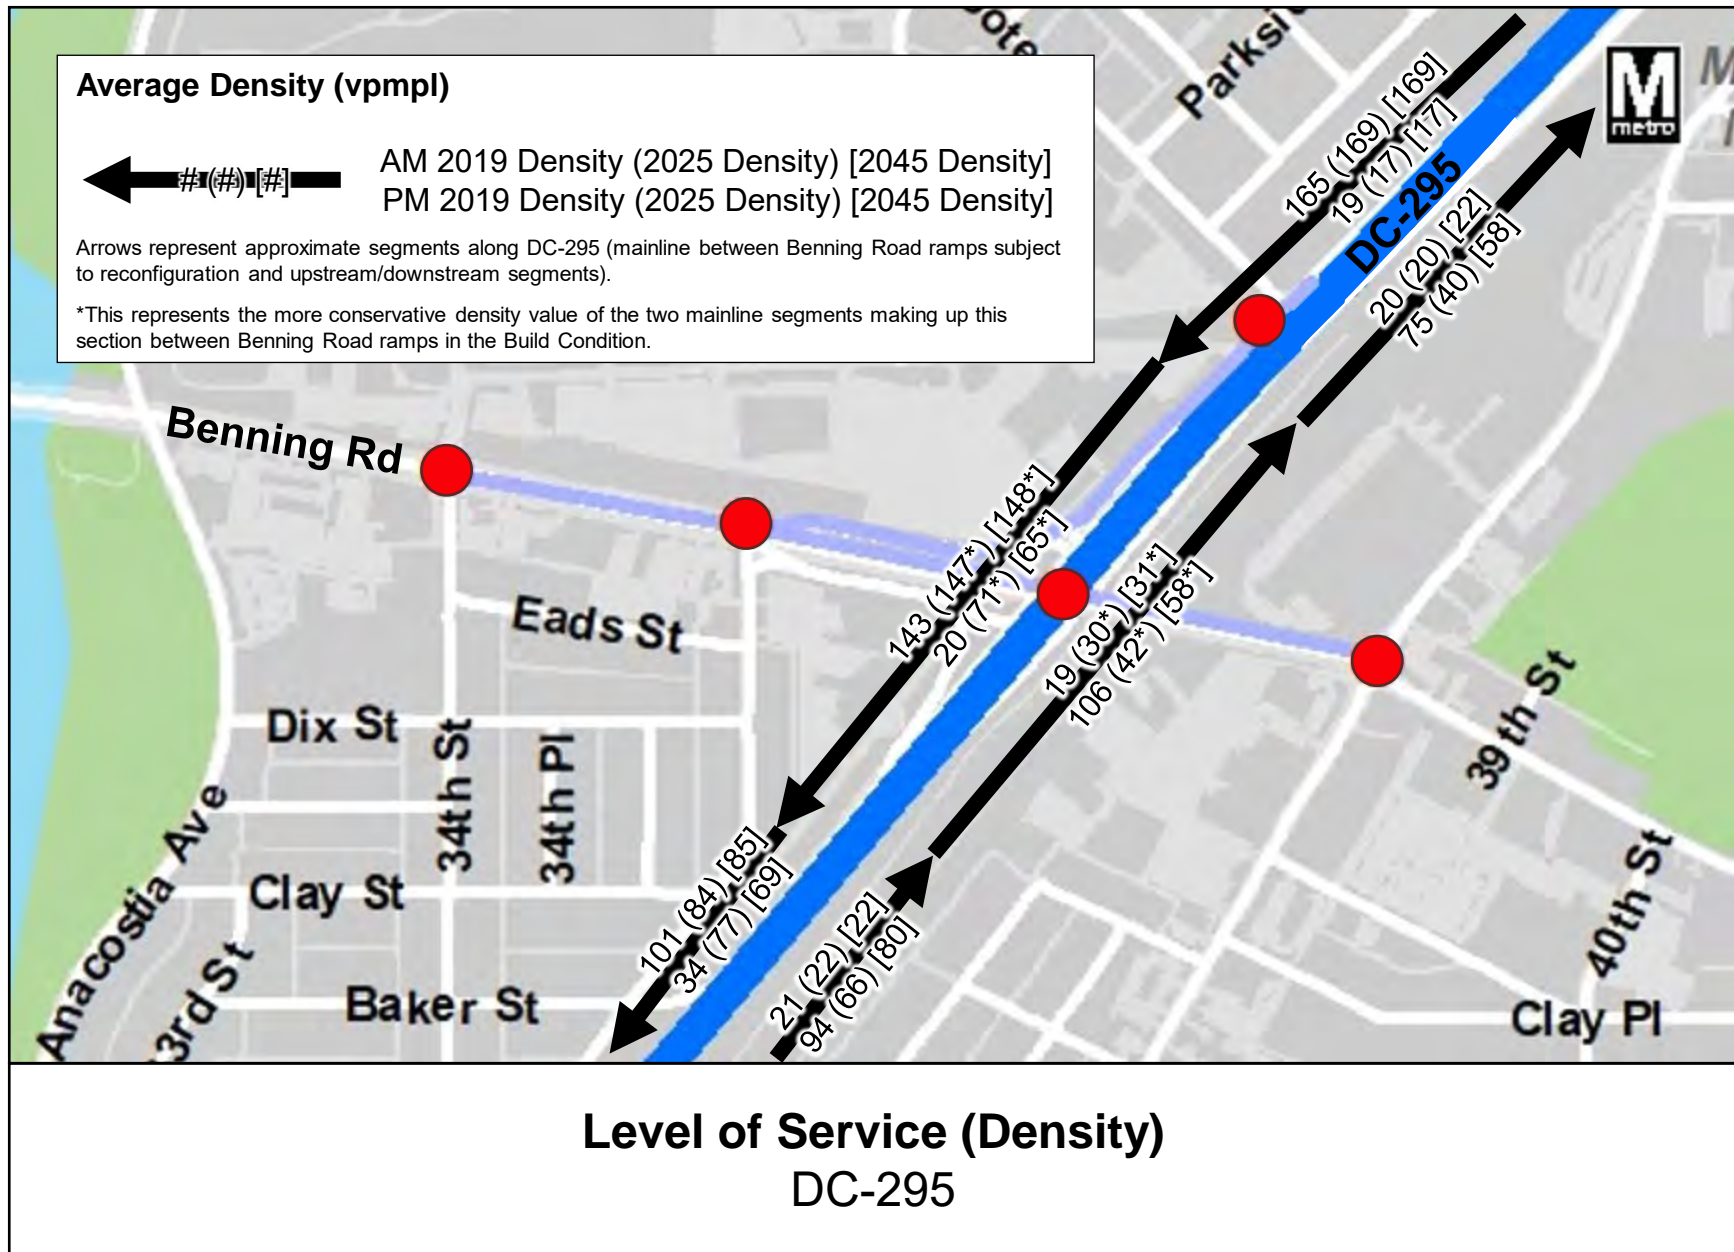 Average Density (vpmpl)
# (#) [#]
AM 2019 Density (2025 Density) [2045 Density]
PM 2019 Density (2025 Density) [2045 Density]
Arrows represent approximate segments along DC-295 (mainline between Benning Road ramps subject
to reconfiguration and upstream/downstream segments).
*This represents the more conservative density value of the two mainline segments making up this
section between Benning Road ramps in the Build Condition.
Parksi
M
metro
165 (169) [169]
19 (17) [17]
DC-295
20 (20) [22]
75 (40) [58]
Benning Rd
143 (147*) [148*]
20 (71*) [65*]
19 (30*) [31*]
106 (42*) [58*]
Eads St
Dix St
34th St
34th Pl
39th St
Anacostia Ave
Clay St
101 (84) [85]
34 (77) [69]
21 (22) [22]
94 (66) [80]
40th St
3rd St
Baker St
Clay Pl
Level of Service (Density)
DC-295